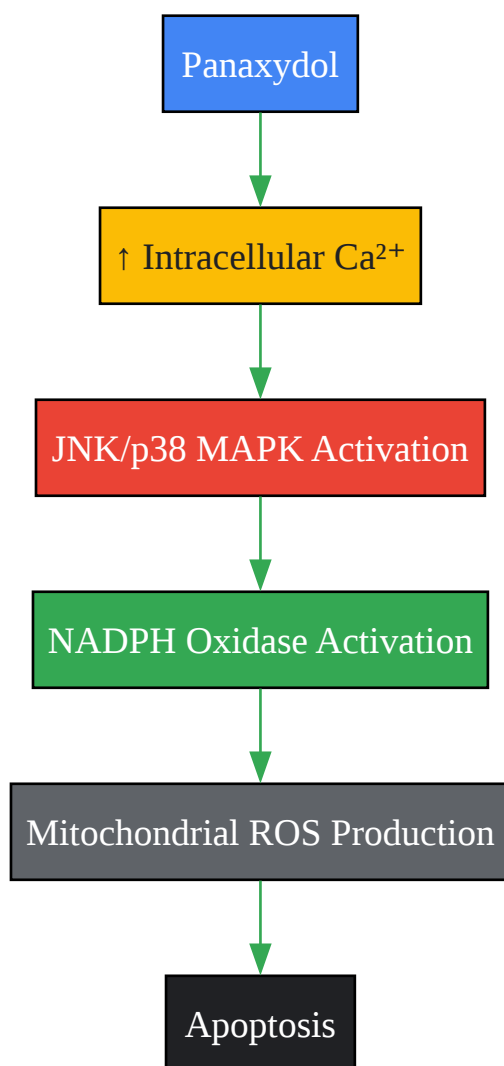 Panaxydol
↑ Intracellular Ca²⁺
JNK/p38 MAPK Activation
NADPH Oxidase Activation
Mitochondrial ROS Production
Apoptosis